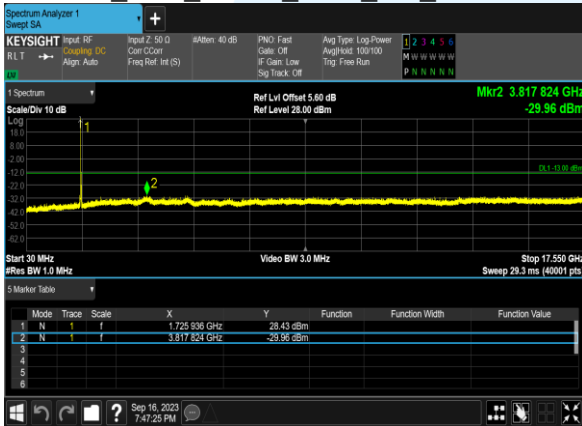 Spectrum Analyzer 1
Swept SA
+
KEYSIGHT
RLT
Input: RF
Coupling: DC
Align: Auto
Input Z: 50 Ω
Corr CCorr
Freq Ref: Int (S)
#Atten: 40 dB
PNO: Fast
Gate: Off
IF Gain: Low
Sig Track: Off
Avg Type: Log-Power
Avg|Hold: 100/100
Trig: Free Run
1 2 3 4 5 6
M W W W W W
P N N N N N
1 Spectrum
Scale/Div 10 dB
Ref Lvl Offset 5.60 dB
Ref Level 28.00 dBm
Mkr2 3.817 824 GHz
-29.96 dBm
Log
18.0
8.00
-2.00
-12.0
-22.0
-32.0
-42.0
-52.0
-62.0
1
2
DL1 -13.00 dBm
Start 30 MHz
#Res BW 1.0 MHz
Video BW 3.0 MHz
Stop 17.550 GHz
Sweep 29.3 ms (40001 pts)
5 Marker Table
Mode Trace Scale X Y Function Function Width Function Value
1 N 1 f 1.725 936 GHz 28.43 dBm
2 N 1 f 3.817 824 GHz -29.96 dBm
3
4
5
6
?
Sep 16, 2023
7:47:25 PM